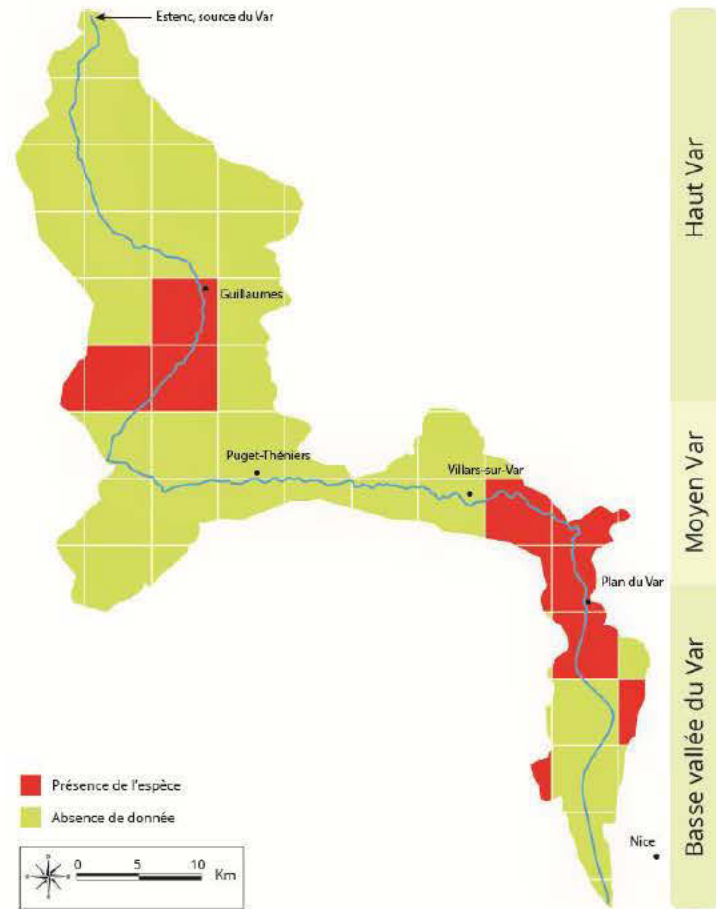 Estenc, source du Var
Haut Var
Guillaumes
Puget-Théniers
Villars-sur-Var
Moyen Var
Plan du Var
Basse vallée du Var
Présence de l'espèce
Absence de donnée
Nice
0 5 10
Km